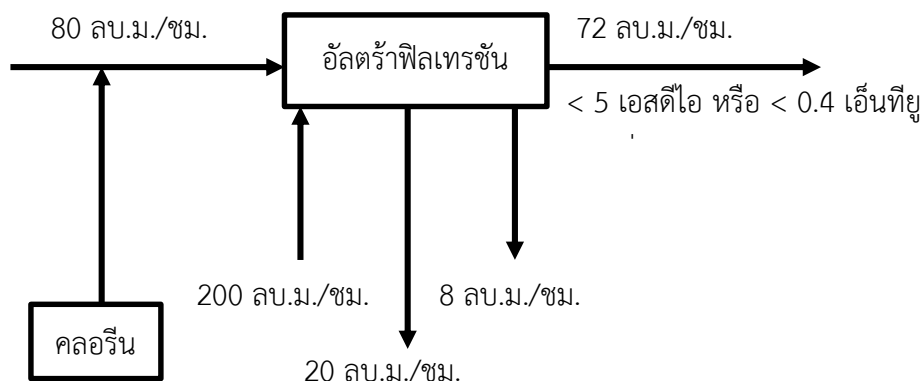 80 ลบ.ม./ชม.
อัลตร้าฟิลเทรชัน
72 ลบ.ม./ชม.
< 5 เอสดีไอ หรือ < 0.4 เอ็นทียู
200 ลบ.ม./ชม.
8 ลบ.ม./ชม.
คลอรีน
20 ลบ.ม./ชม.